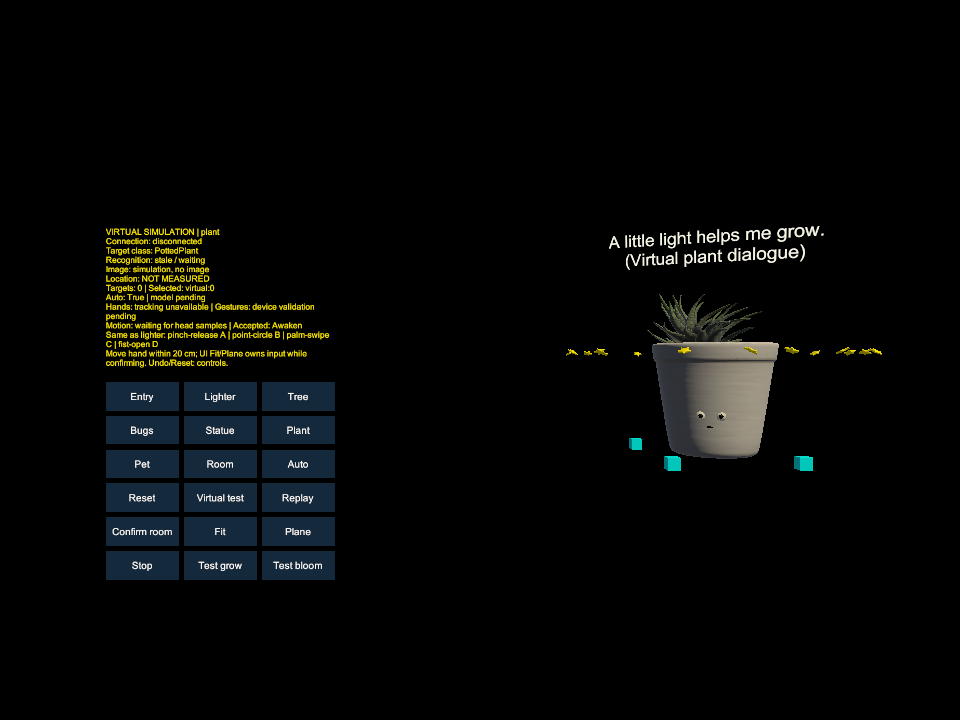 VIRTUAL SIMULATION | plant
Connection: disconnected
Target class: PottedPlant
Recognition: stale / waiting
Image: simulation, no image
Location: NOT MEASURED
Targets: 0 | Selected: virtual:0
Auto: True | model pending
Hands: tracking unavailable | Gestures: device validation
pending
Motion: waiting for head samples | Accepted: Awaken
Same as lighter: pinch-release A | point-circle B | palm-swipe
C | fist-open D
Move hand within 20 cm; UI Fit/Plane owns input while
confirming. Undo/Reset: controls.
Entry
Lighter
Tree
Bugs
Statue
Plant
Pet
Room
Auto
Reset
Virtual test
Replay
Confirm room
Fit
Plane
Stop
Test grow
Test bloom
A little light helps me grow.
(Virtual plant dialogue)